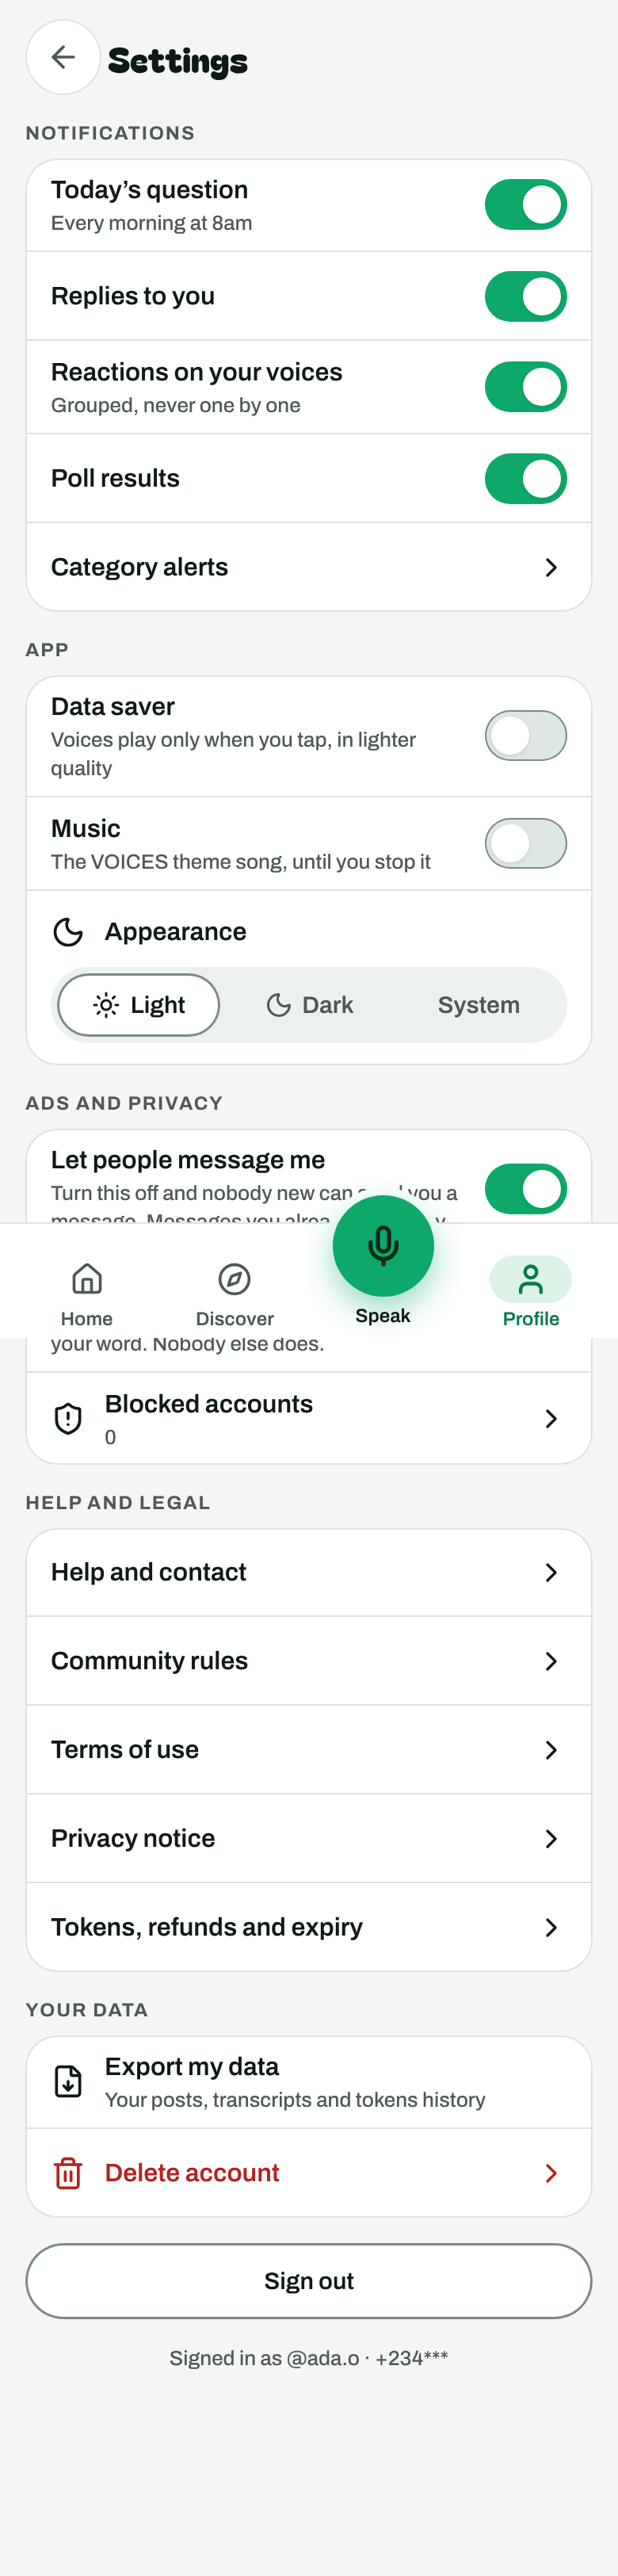 Settings
NOTIFICATIONS
Today’s question
Every morning at 8am
Replies to you
Reactions on your voices
Grouped, never one by one
Poll results
Category alerts
APP
Data saver
Voices play only when you tap, in lighter
quality
Music
The VOICES theme song, until you stop it
Appearance
Light
Dark
System
ADS AND PRIVACY
Let people message me
Turn this off and nobody new can you a
message. Messages you
Home
Discover
Speak
Profile
your word. Nobody else does.
Blocked accounts
0
HELP AND LEGAL
Help and contact
Community rules
Terms of use
Privacy notice
Tokens, refunds and expiry
YOUR DATA
Export my data
Your posts, transcripts and tokens history
Delete account
Sign out
Signed in as @ada.o · +234***